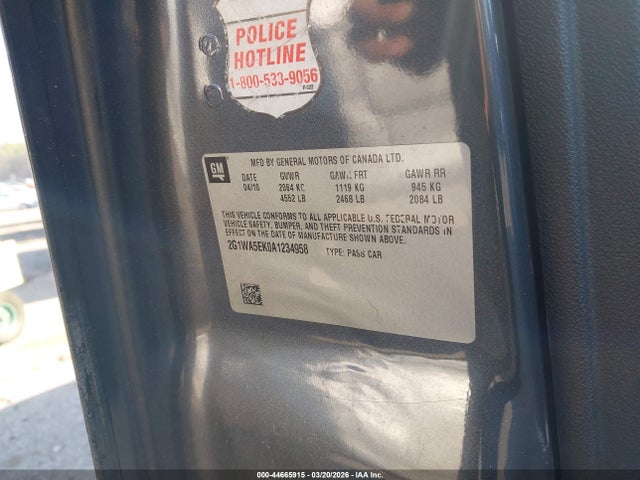 POLICE
HOTLINE
1-800-533-9056
GM
MFD BY GENERAL MOTORS OF CANADA LTD.
DATE GVWR GAWR FRT GAWR RR
04/10 2064 KG 1119 KG 945 KG
4552 LB 2468 LB 2084 LB
THIS VEHICLE CONFORMS TO ALL APPLICABLE U.S. FEDERAL MOTOR
VEHICLE SAFETY, BUMPER, AND THEFT PREVENTION STANDARDS IN
EFFECT ON THE DATE OF MANUFACTURE SHOWN ABOVE.
2G1WA5EK0A1234956 TYPE: PASS CAR
000-44665915 | 03/20/2026 | IAA Inc.